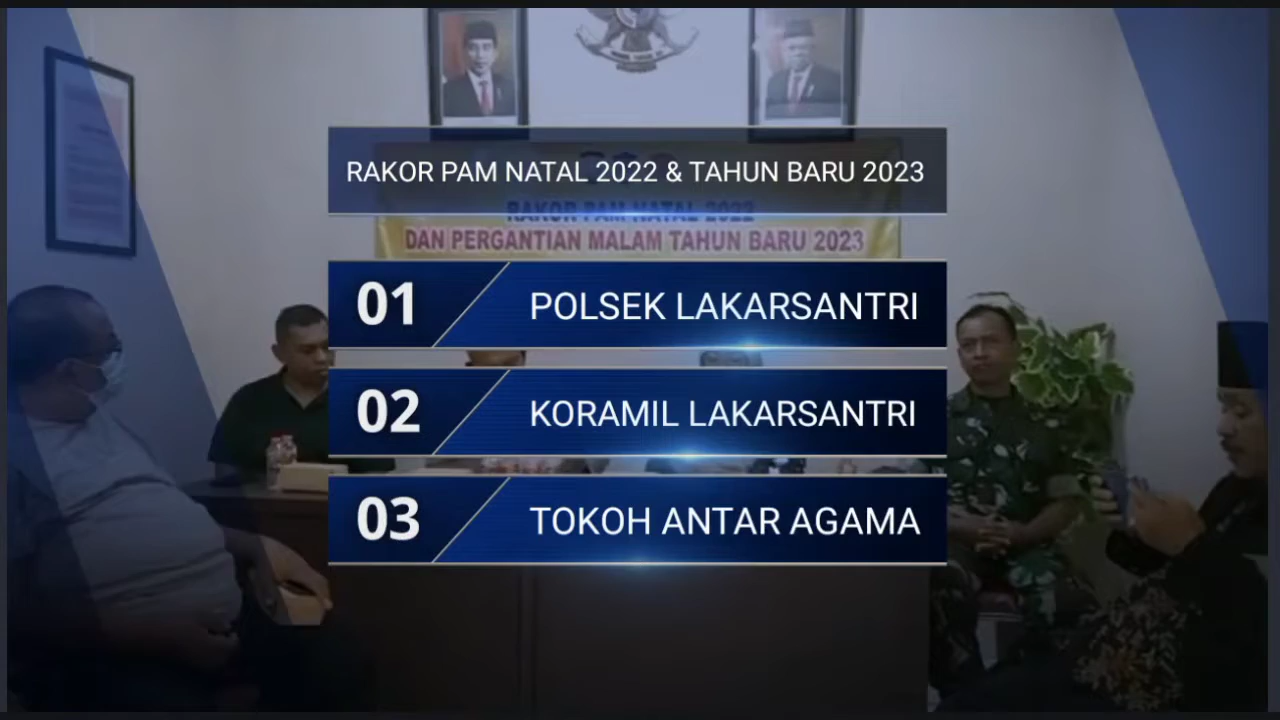 RAKOR PAM NATAL 2022 & TAHUN BARU 2023
RAKOR PAM NATAL 2022
DAN PERGANTIAN MALAM TAHUN BARU 2023
01 POLSEK LAKARSANTRI
02 KORAMIL LAKARSANTRI
03 TOKOH ANTAR AGAMA